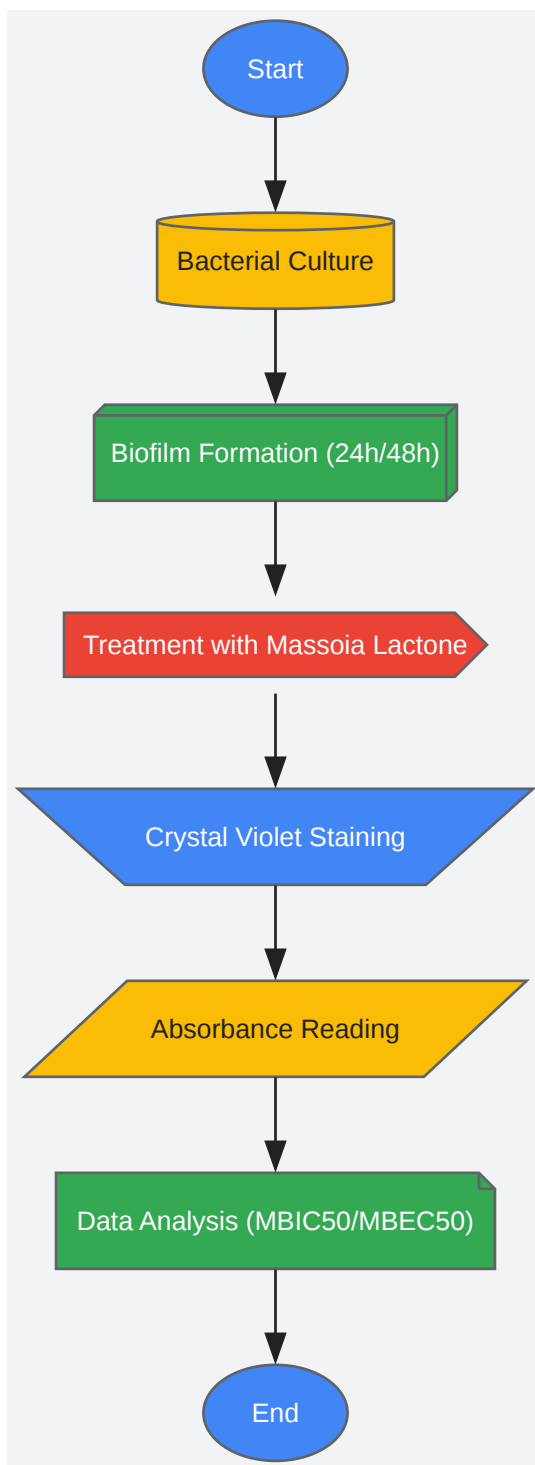 Start
Bacterial Culture
Biofilm Formation (24h/48h)
Treatment with Massoia Lactone
Crystal Violet Staining
Absorbance Reading
Data Analysis (MBIC50/MBEC50)
End